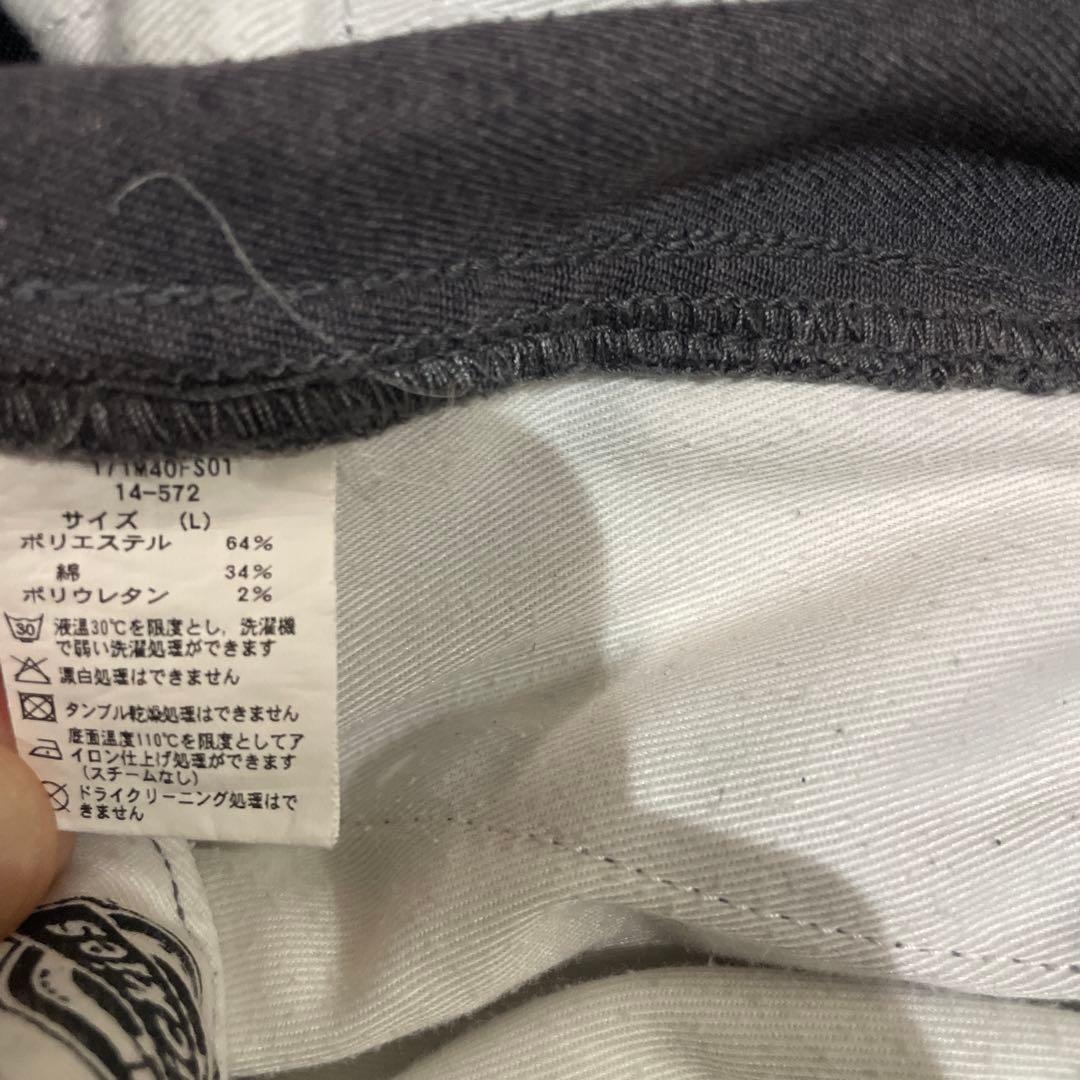 171M40FS01
14-572
サイズ (L)
ポリエステル 64%
綿 34%
ポリウレタン 2%
30 液温30℃を限度とし、洗濯機
で弱い洗濯処理ができます
漂白処理はできません
タンブル乾燥処理はできません
底面温度110℃を限度としてア
イロン仕上げ処理ができます
(スチームなし)
ドライクリーニング処理はで
きません